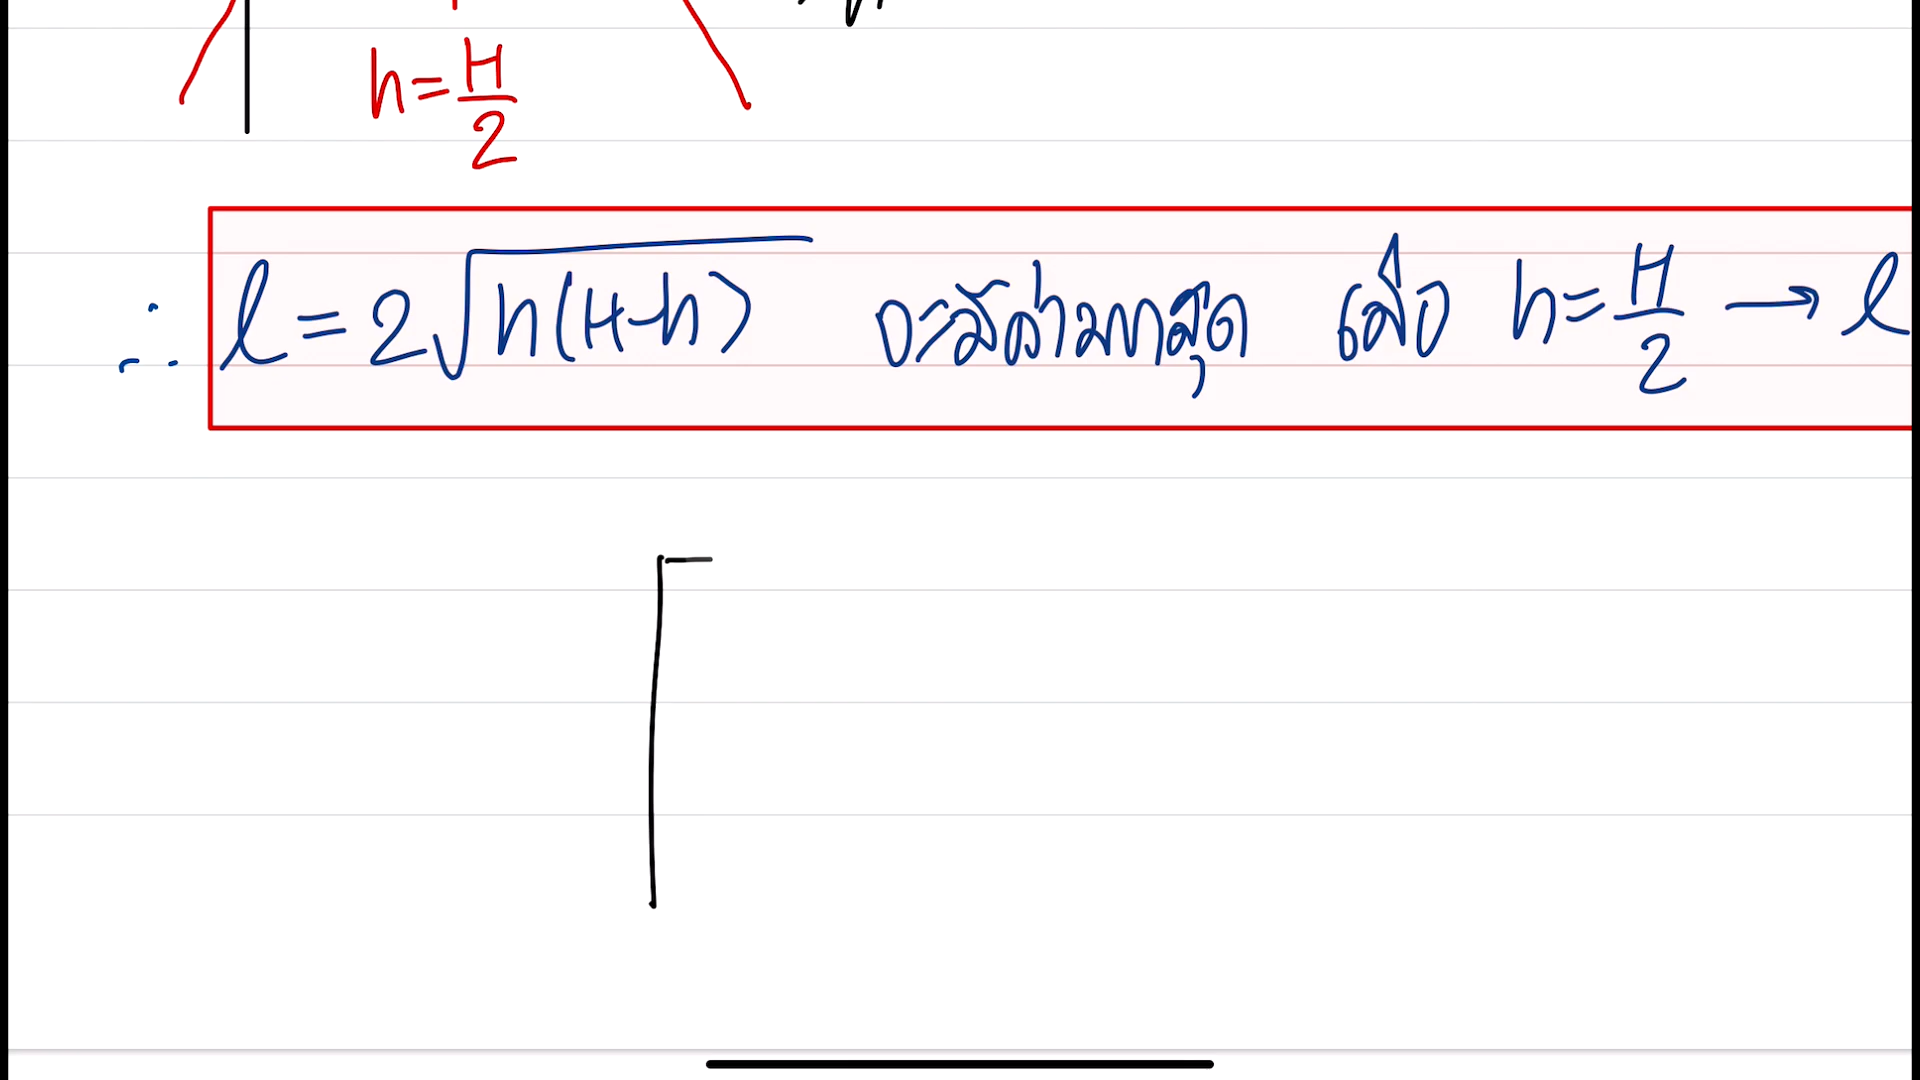 h = H/2
∴ l = 2√h(H-h) จะมีค่ามากสุด เมื่อ h = H/2 → l